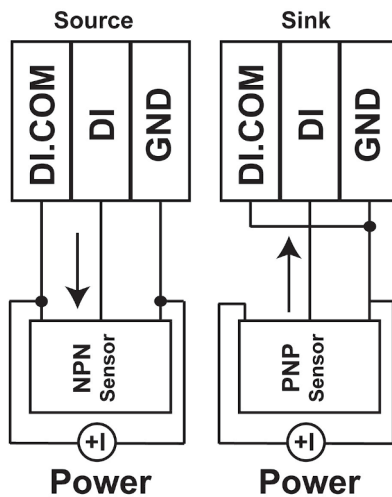 Source
DI.COM
DI
GND
NPN
Sensor
+I
Power
Sink
DI.COM
DI
GND
PNP
Sensor
+I
Power